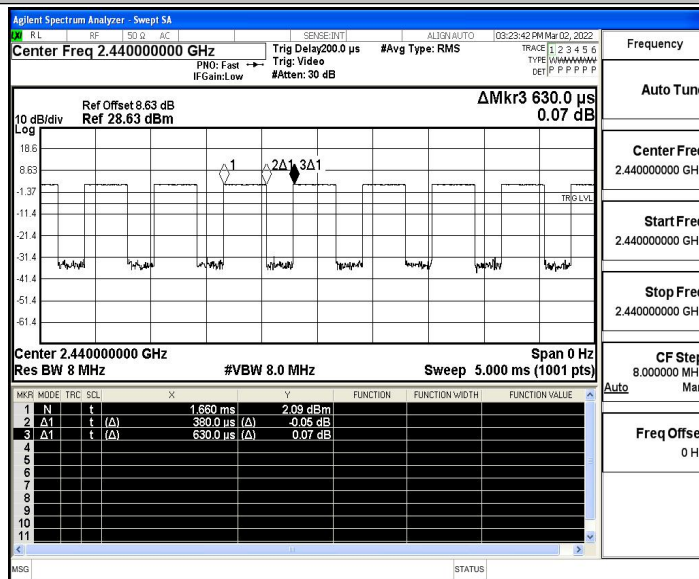 Agilent Spectrum Analyzer - Swept SA
RL RF 50 Ω AC SENSE:INT ALIGNAUTO 03:23:42 PM Mar 02, 2022
Center Freq 2.440000000 GHz
PNO: Fast
IFGain:Low
Trig Delay200.0 µs
Trig: Video
#Atten: 30 dB
#Avg Type: RMS
TRACE 1 2 3 4 5 6
TYPE
DET P P P P P P
Frequency
Auto Tun
ΔMkr3 630.0 µs
0.07 dB
Ref Offset 8.63 dB
10 dB/div Ref 28.63 dBm
Log
18.6
8.63
-1.37
-11.4
-21.4
-31.4
-41.4
-51.4
-61.4
1
2Δ1
3Δ1
TRIG LVL
Center Fre
2.440000000 GH
Start Fre
2.440000000 GH
Stop Fre
2.440000000 GH
Center 2.440000000 GHz Span 0 Hz
Res BW 8 MHz #VBW 8.0 MHz Sweep 5.000 ms (1001 pts)
CF Step
8.000000 MH
Auto Ma
Freq Offse
0 H
MKR MODE TRC SCL X Y FUNCTION FUNCTION WIDTH FUNCTION VALUE
1 N t 1.660 ms 2.09 dBm
2 Δ1 t (Δ) 380.0 µs (Δ) -0.05 dB
3 Δ1 t (Δ) 630.0 µs (Δ) 0.07 dB
4
5
6
7
8
9
10
11
MSG STATUS